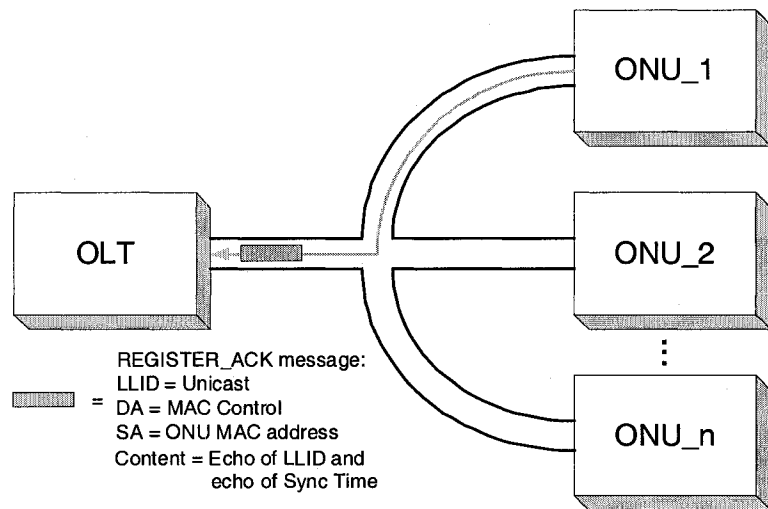 ONU_1
OLT
ONU_2
ONU_n
REGISTER_ACK message:
LLID = Unicast
= DA = MAC Control
SA = ONU MAC address
Content = Echo of LLID and
echo of Sync Time